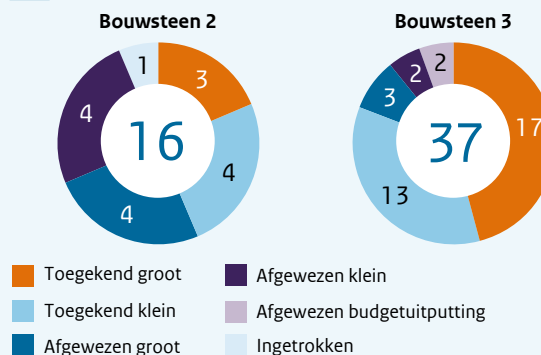 Bouwsteen 2
1
3
4
4
4
16
Bouwsteen 3
2
2
3
17
13
37
Toegekend groot
Toegekend klein
Afgewezen groot
Afgewezen klein
Afgewezen budgetuitputting
Ingetrokken